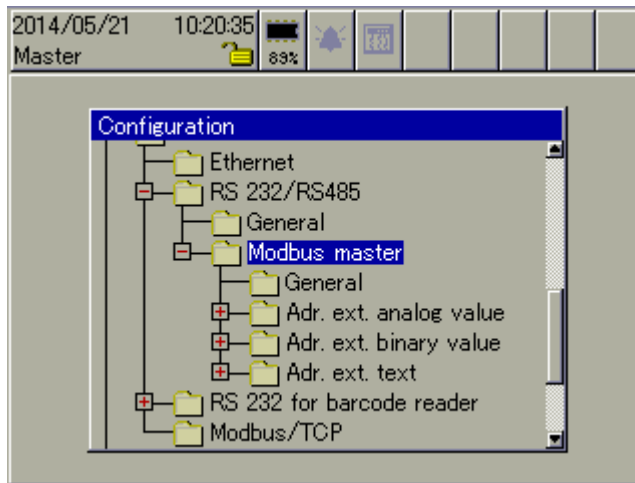 2014/05/21 10:20:35
Master
89%
Configuration
Ethernet
RS 232/RS485
General
Modbus master
General
Adr. ext. analog value
Adr. ext. binary value
Adr. ext. text
RS 232 for barcode reader
Modbus/TCP